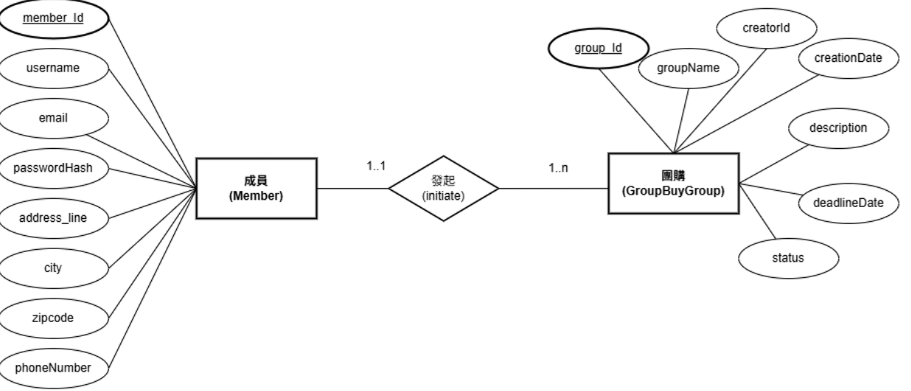 member_Id
username
email
passwordHash
address_line
city
zipcode
phoneNumber
成員
(Member)
1..1
發起
(initiate)
1..n
團購
(GroupBuyGroup)
group_Id
groupName
creatorId
creationDate
description
deadlineDate
status